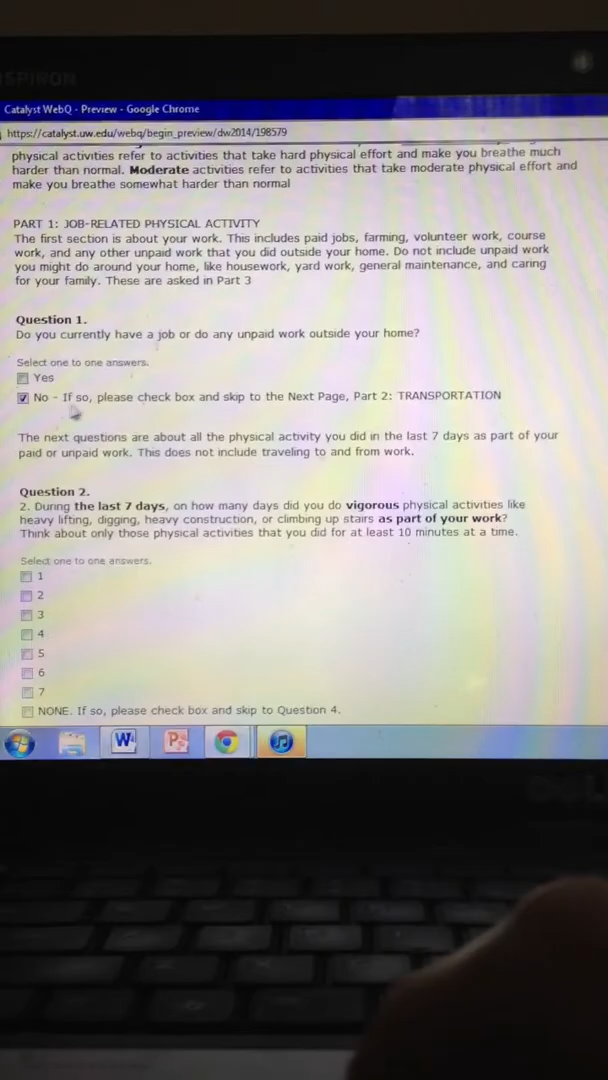 INSPIRON
Catalyst WebQ - Preview - Google Chrome
https://catalyst.uw.edu/webq/begin_preview/dw2014/198579
physical activities refer to activities that take hard physical effort and make you breathe much
harder than normal. Moderate activities refer to activities that take moderate physical effort and
make you breathe somewhat harder than normal
PART 1: JOB-RELATED PHYSICAL ACTIVITY
The first section is about your work. This includes paid jobs, farming, volunteer work, course
work, and any other unpaid work that you did outside your home. Do not include unpaid work
you might do around your home, like housework, yard work, general maintenance, and caring
for your family. These are asked in Part 3
Question 1.
Do you currently have a job or do any unpaid work outside your home?
Select one to one answers.
Yes
No - If so, please check box and skip to the Next Page, Part 2: TRANSPORTATION
The next questions are about all the physical activity you did in the last 7 days as part of your
paid or unpaid work. This does not include traveling to and from work.
Question 2.
2. During the last 7 days, on how many days did you do vigorous physical activities like
heavy lifting, digging, heavy construction, or climbing up stairs as part of your work?
Think about only those physical activities that you did for at least 10 minutes at a time.
Select one to one answers.
1
2
3
4
5
6
7
NONE. If so, please check box and skip to Question 4.
W
P
DELL